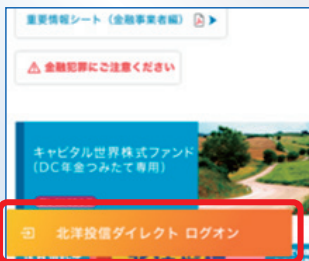 重要情報シート（金融事業者編）
金融犯罪にご注意ください
キャピタル世界株式ファンド
(DC年金つみたて専用)
北洋投信ダイレクト ログオン